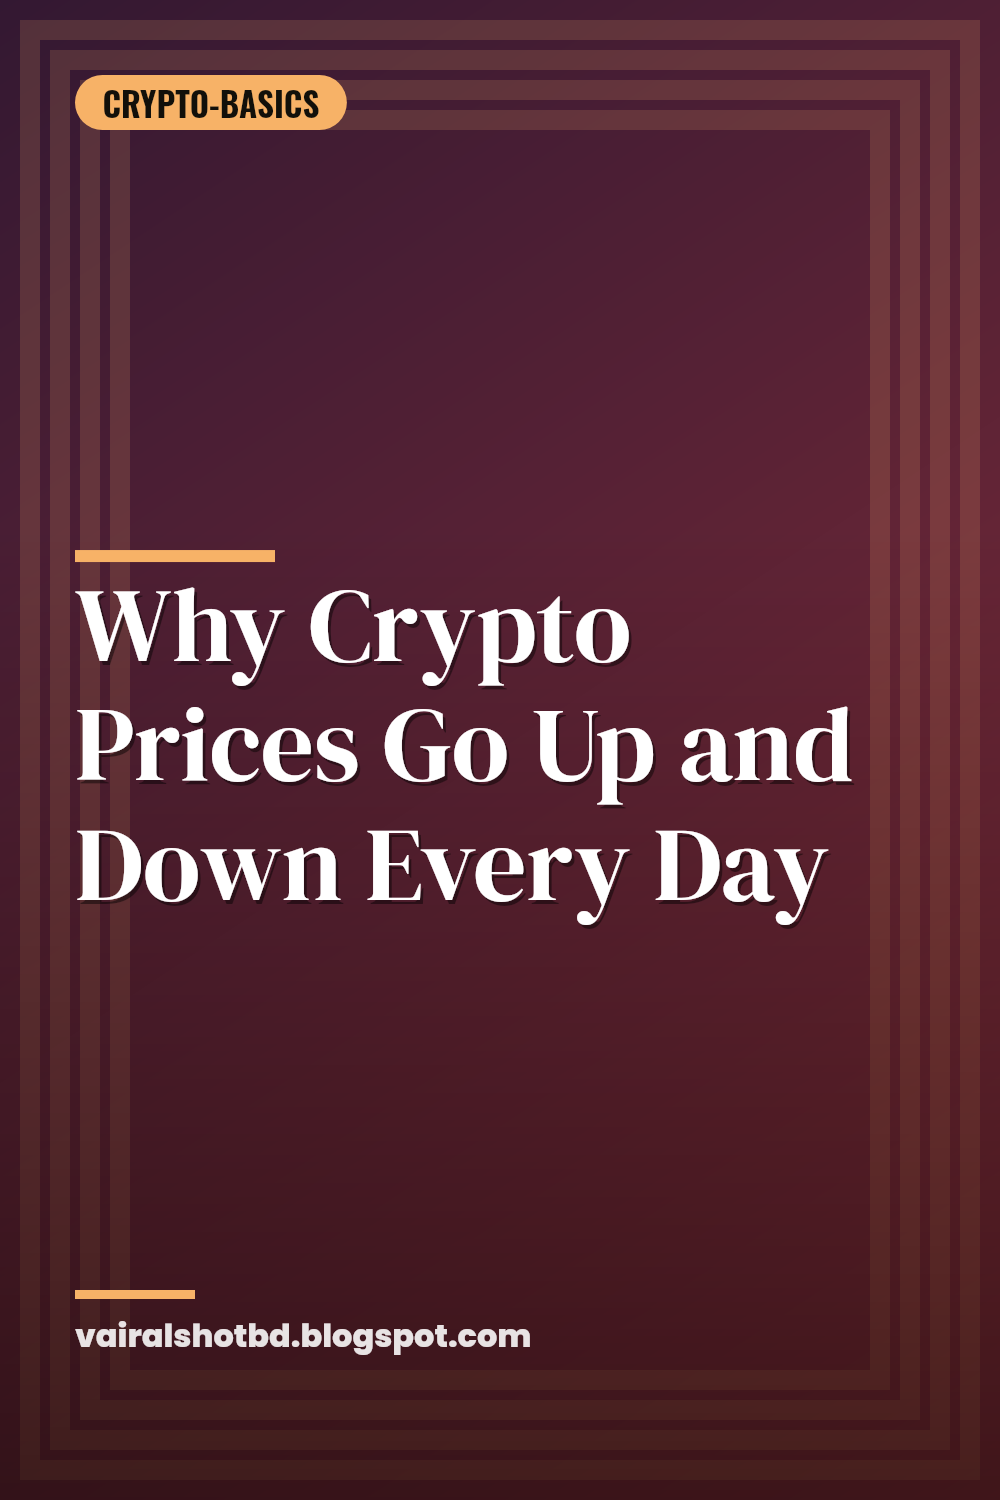 CRYPTO-BASICS
Why Crypto
Prices Go Up and
Down Every Day
vairalshotbd.blogspot.com